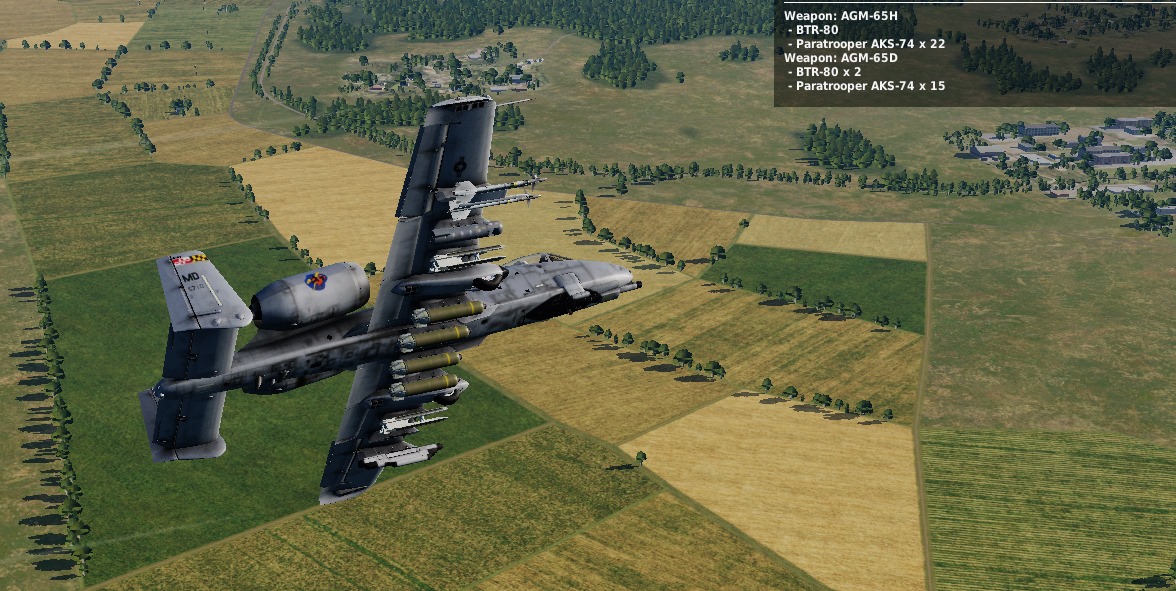 Weapon: AGM-65H
- BTR-80
- Paratrooper AKS-74 x 22
Weapon: AGM-65D
- BTR-80 x 2
- Paratrooper AKS-74 x 15
MD